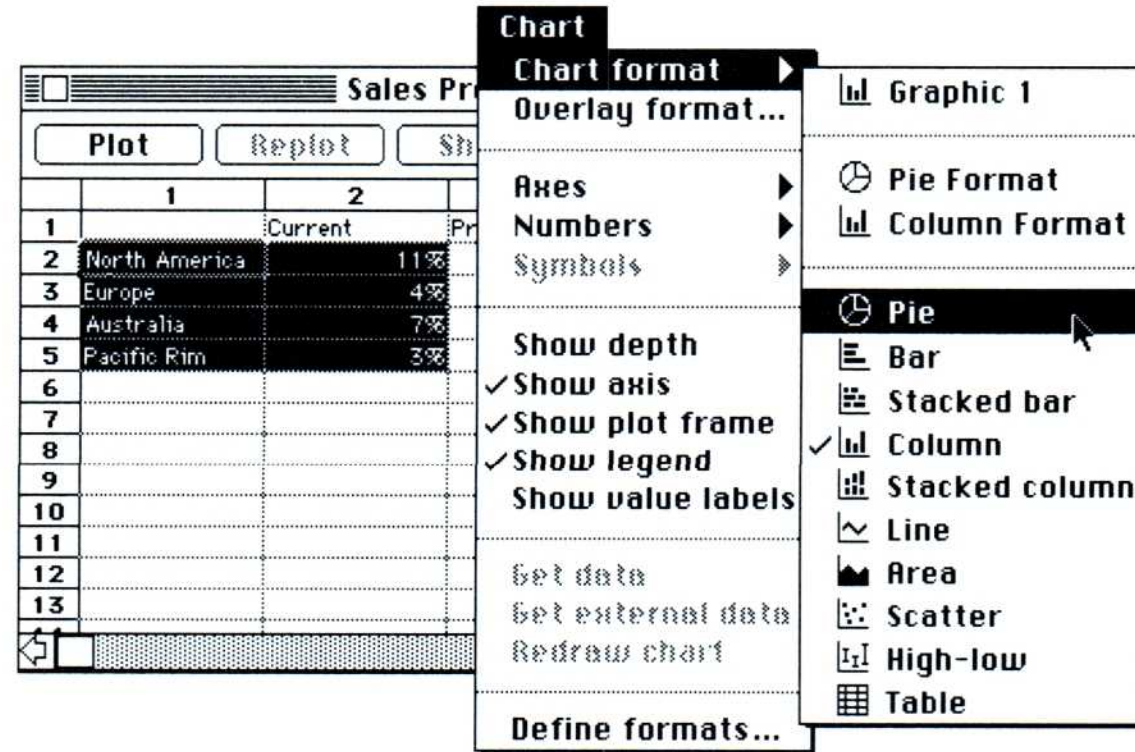 Chart
Sales Pr
Plot
Replot
Sh
1
2
1
Current
Pr
2
North America
11%
3
Europe
4%
4
Australia
7%
5
Pacific Rim
3%
6
7
8
9
10
11
12
13
Chart format
Overlay format...
Axes
Numbers
Symbols
Show depth
✓Show axis
✓Show plot frame
✓Show legend
Show value labels
Get data
Get external data
Redraw chart
Define formats...
Graphic 1
Pie Format
Column Format
Pie
Bar
Stacked bar
✓Column
Stacked column
Line
Area
Scatter
High-low
Table